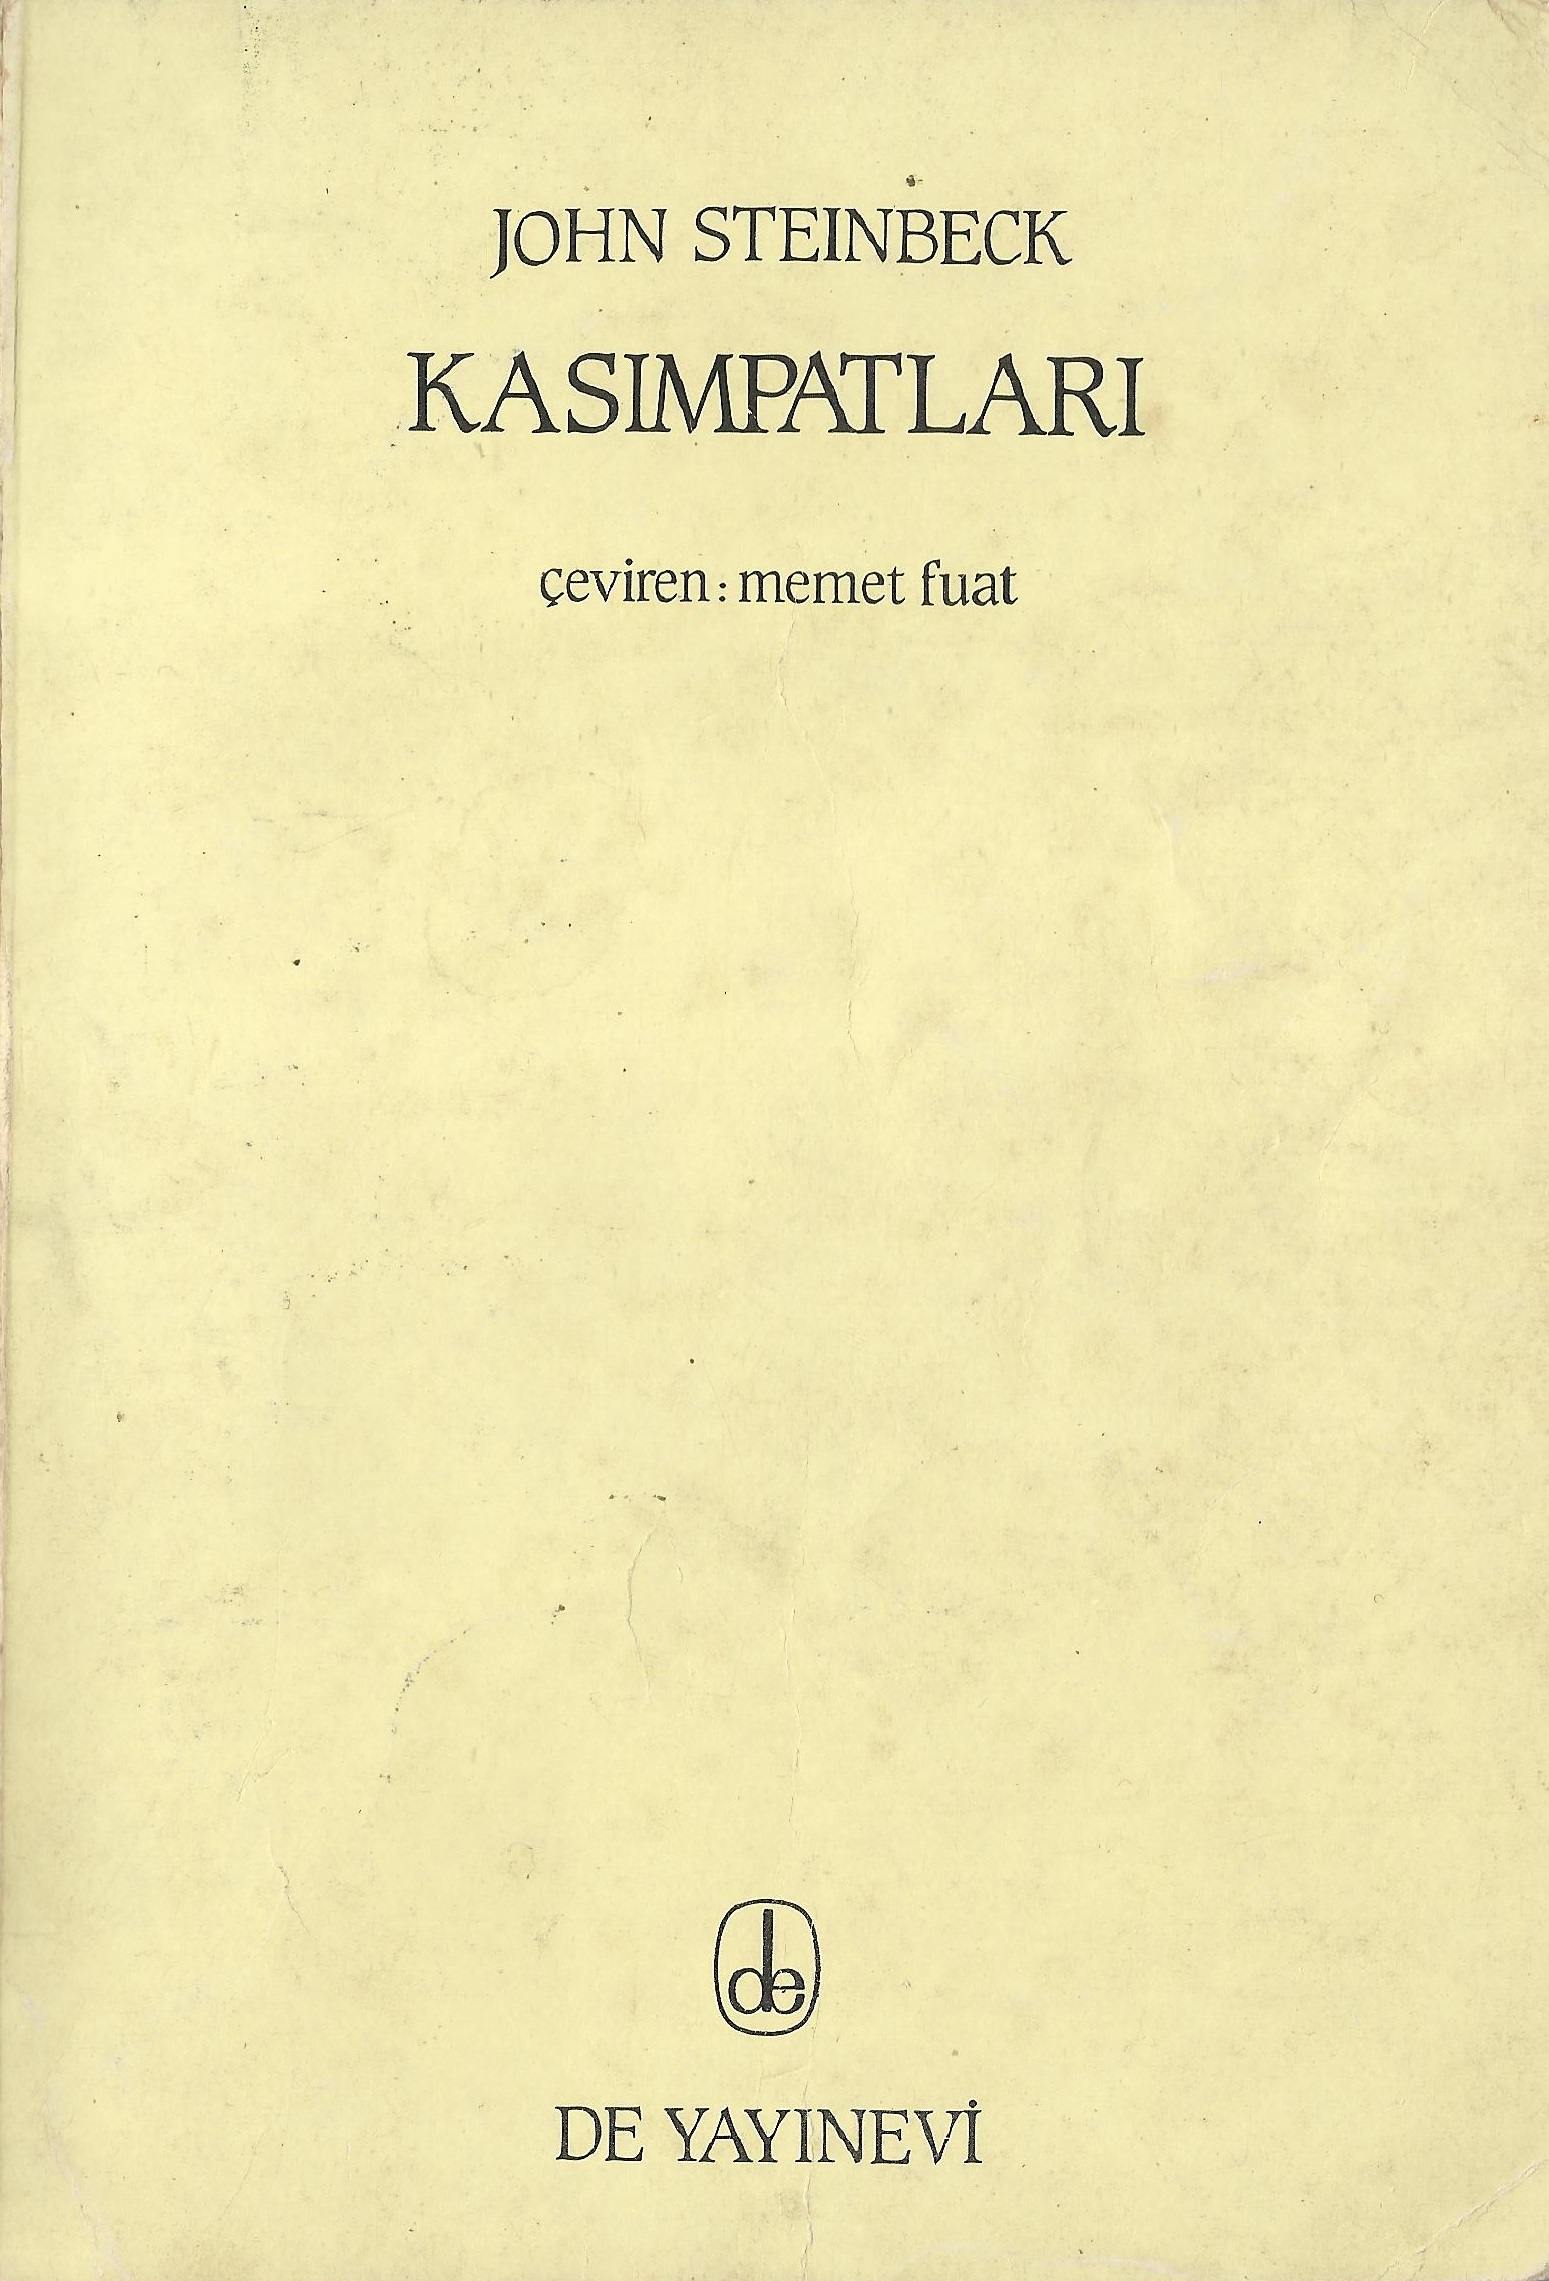 JOHN STEINBECK
KASIMPATLARI
çeviren: memet fuat
de
DE YAYINEVİ